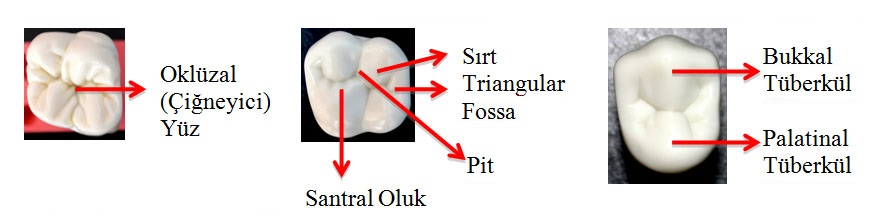 Oklüzal
(Çiğneyici)
Yüz
Sırt
Triangular
Fossa
Pit
Santral Oluk
Bukkal
Tüberkül
Palatinal
Tüberkül